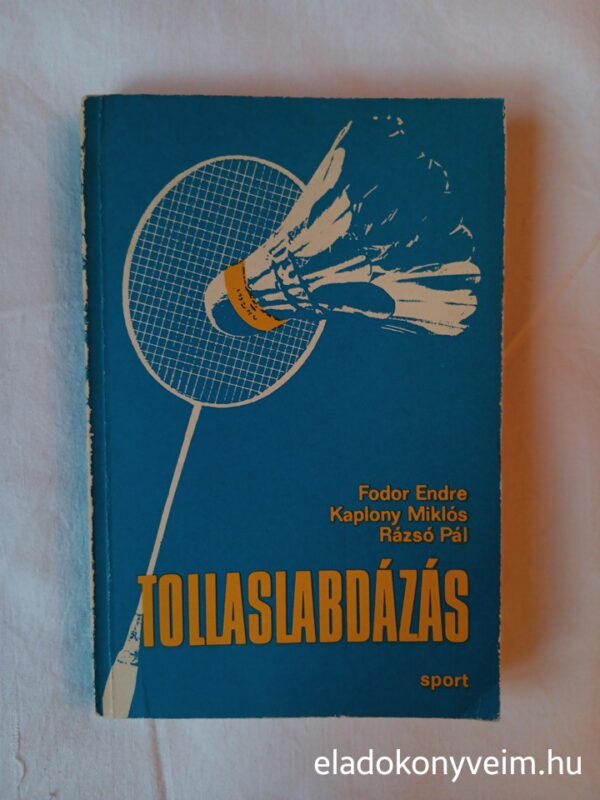 Fodor Endre
Kaplony Miklós
Rázsó Pál
TOLLASLABDÁZÁS
sport
eladokonyveim.hu